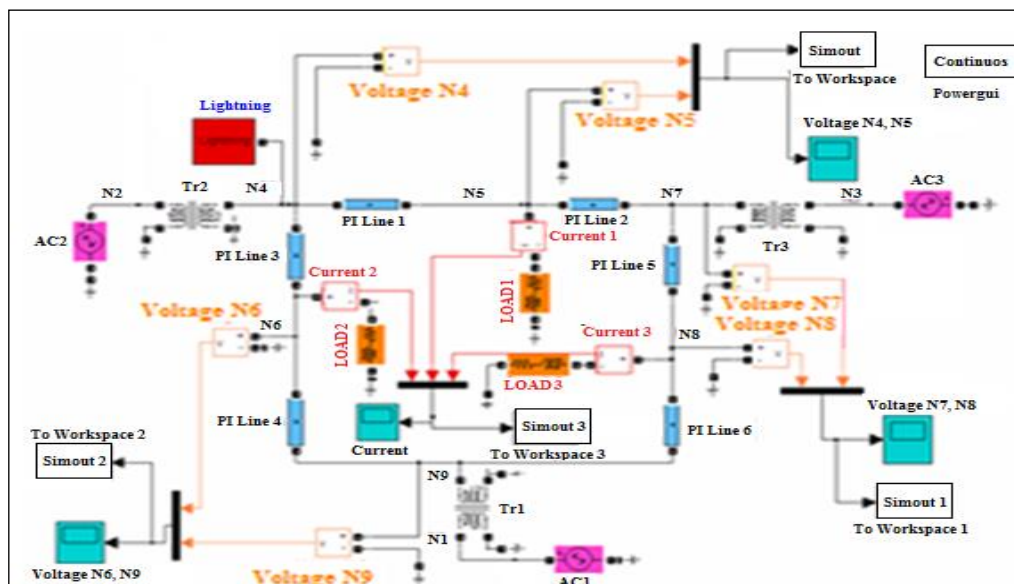 Simout
To Workspace
Continuos
Powergui
Voltage N4
Voltage N5
Lightning
Voltage N4, N5
N2
Tr2
N4
N5
N7
N3
AC3
PI Line 1
PI Line 2
Tr3
AC2
Current 1
PI Line 3
Current 2
PI Line 5
Voltage N6
N6
LOAD1
Voltage N7
Voltage N8
LOAD2
Current 3
N8
LOAD 3
PI Line 4
Current
Simout 3
To Workspace 3
PI Line 6
Voltage N7, N8
To Workspace 2
Simout 2
N9
Tr1
Simout 1
To Workspace 1
N1
Voltage N6, N9
Voltage N9
AC1